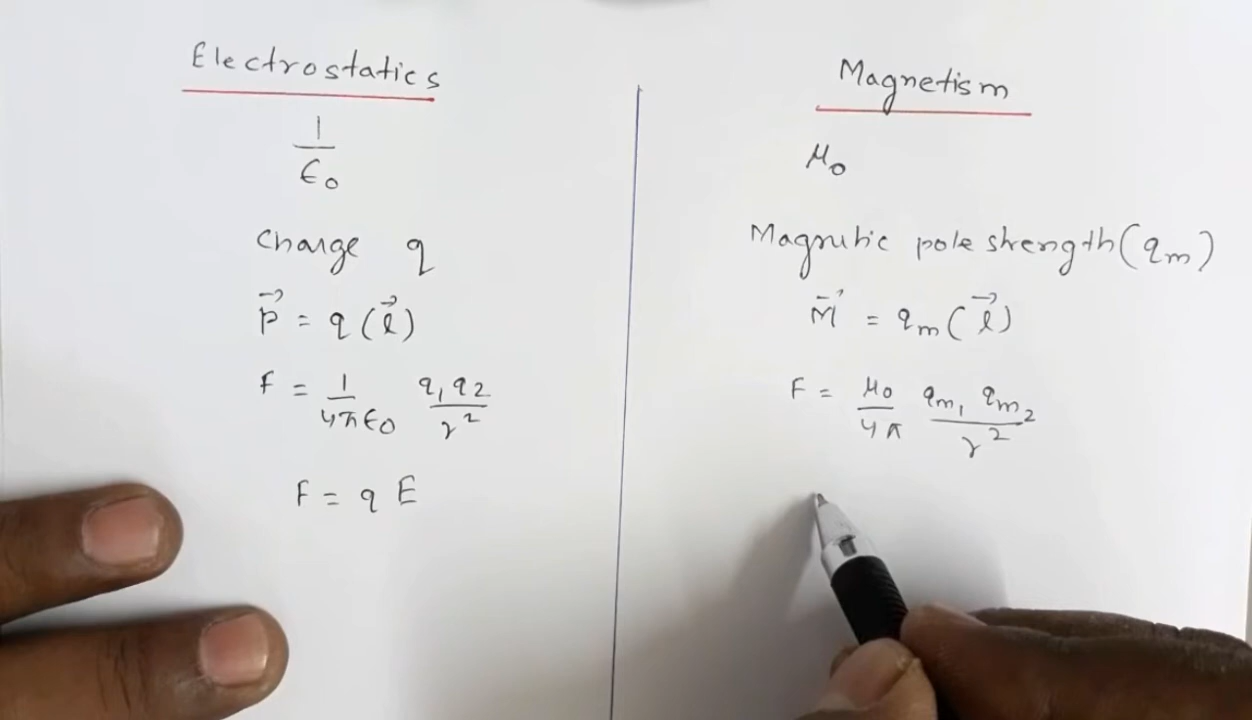 Electrostatics
1/ϵ₀
Charge q
p⃗ = q(l⃗)
F = 1/4πϵ₀ q₁q₂/r²
F = q E
Magnetism
μ₀
Magnetic pole strength(qₘ)
M⃗ = qₘ(l⃗)
F = μ₀/4π qₘ₁ qₘ₂/r²